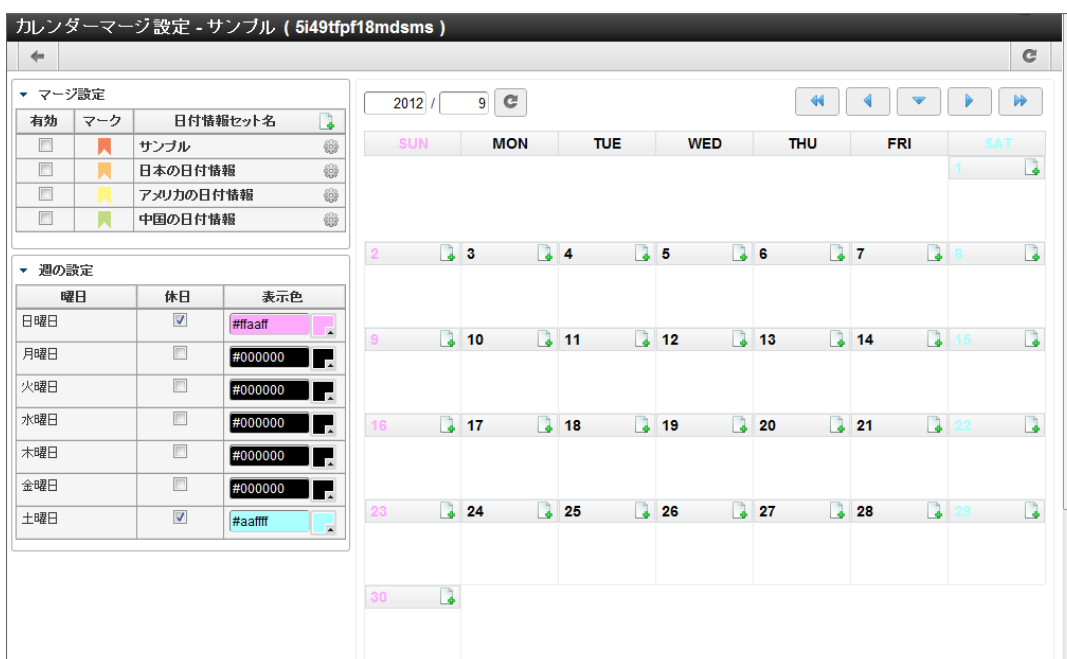 カレンダーマージ設定 - サンプル ( 5i49tfpf18mdsms )
マージ設定
有効 マーク 日付情報セット名
サンプル
日本の日付情報
アメリカの日付情報
中国の日付情報
週の設定
曜日 休日 表示色
日曜日 #ffaaff
月曜日 #000000
火曜日 #000000
水曜日 #000000
木曜日 #000000
金曜日 #000000
土曜日 #aaffff
2012 / 9
SUN MON TUE WED THU FRI SAT
1
2 3 4 5 6 7 8
9 10 11 12 13 14 15
16 17 18 19 20 21 22
23 24 25 26 27 28 29
30